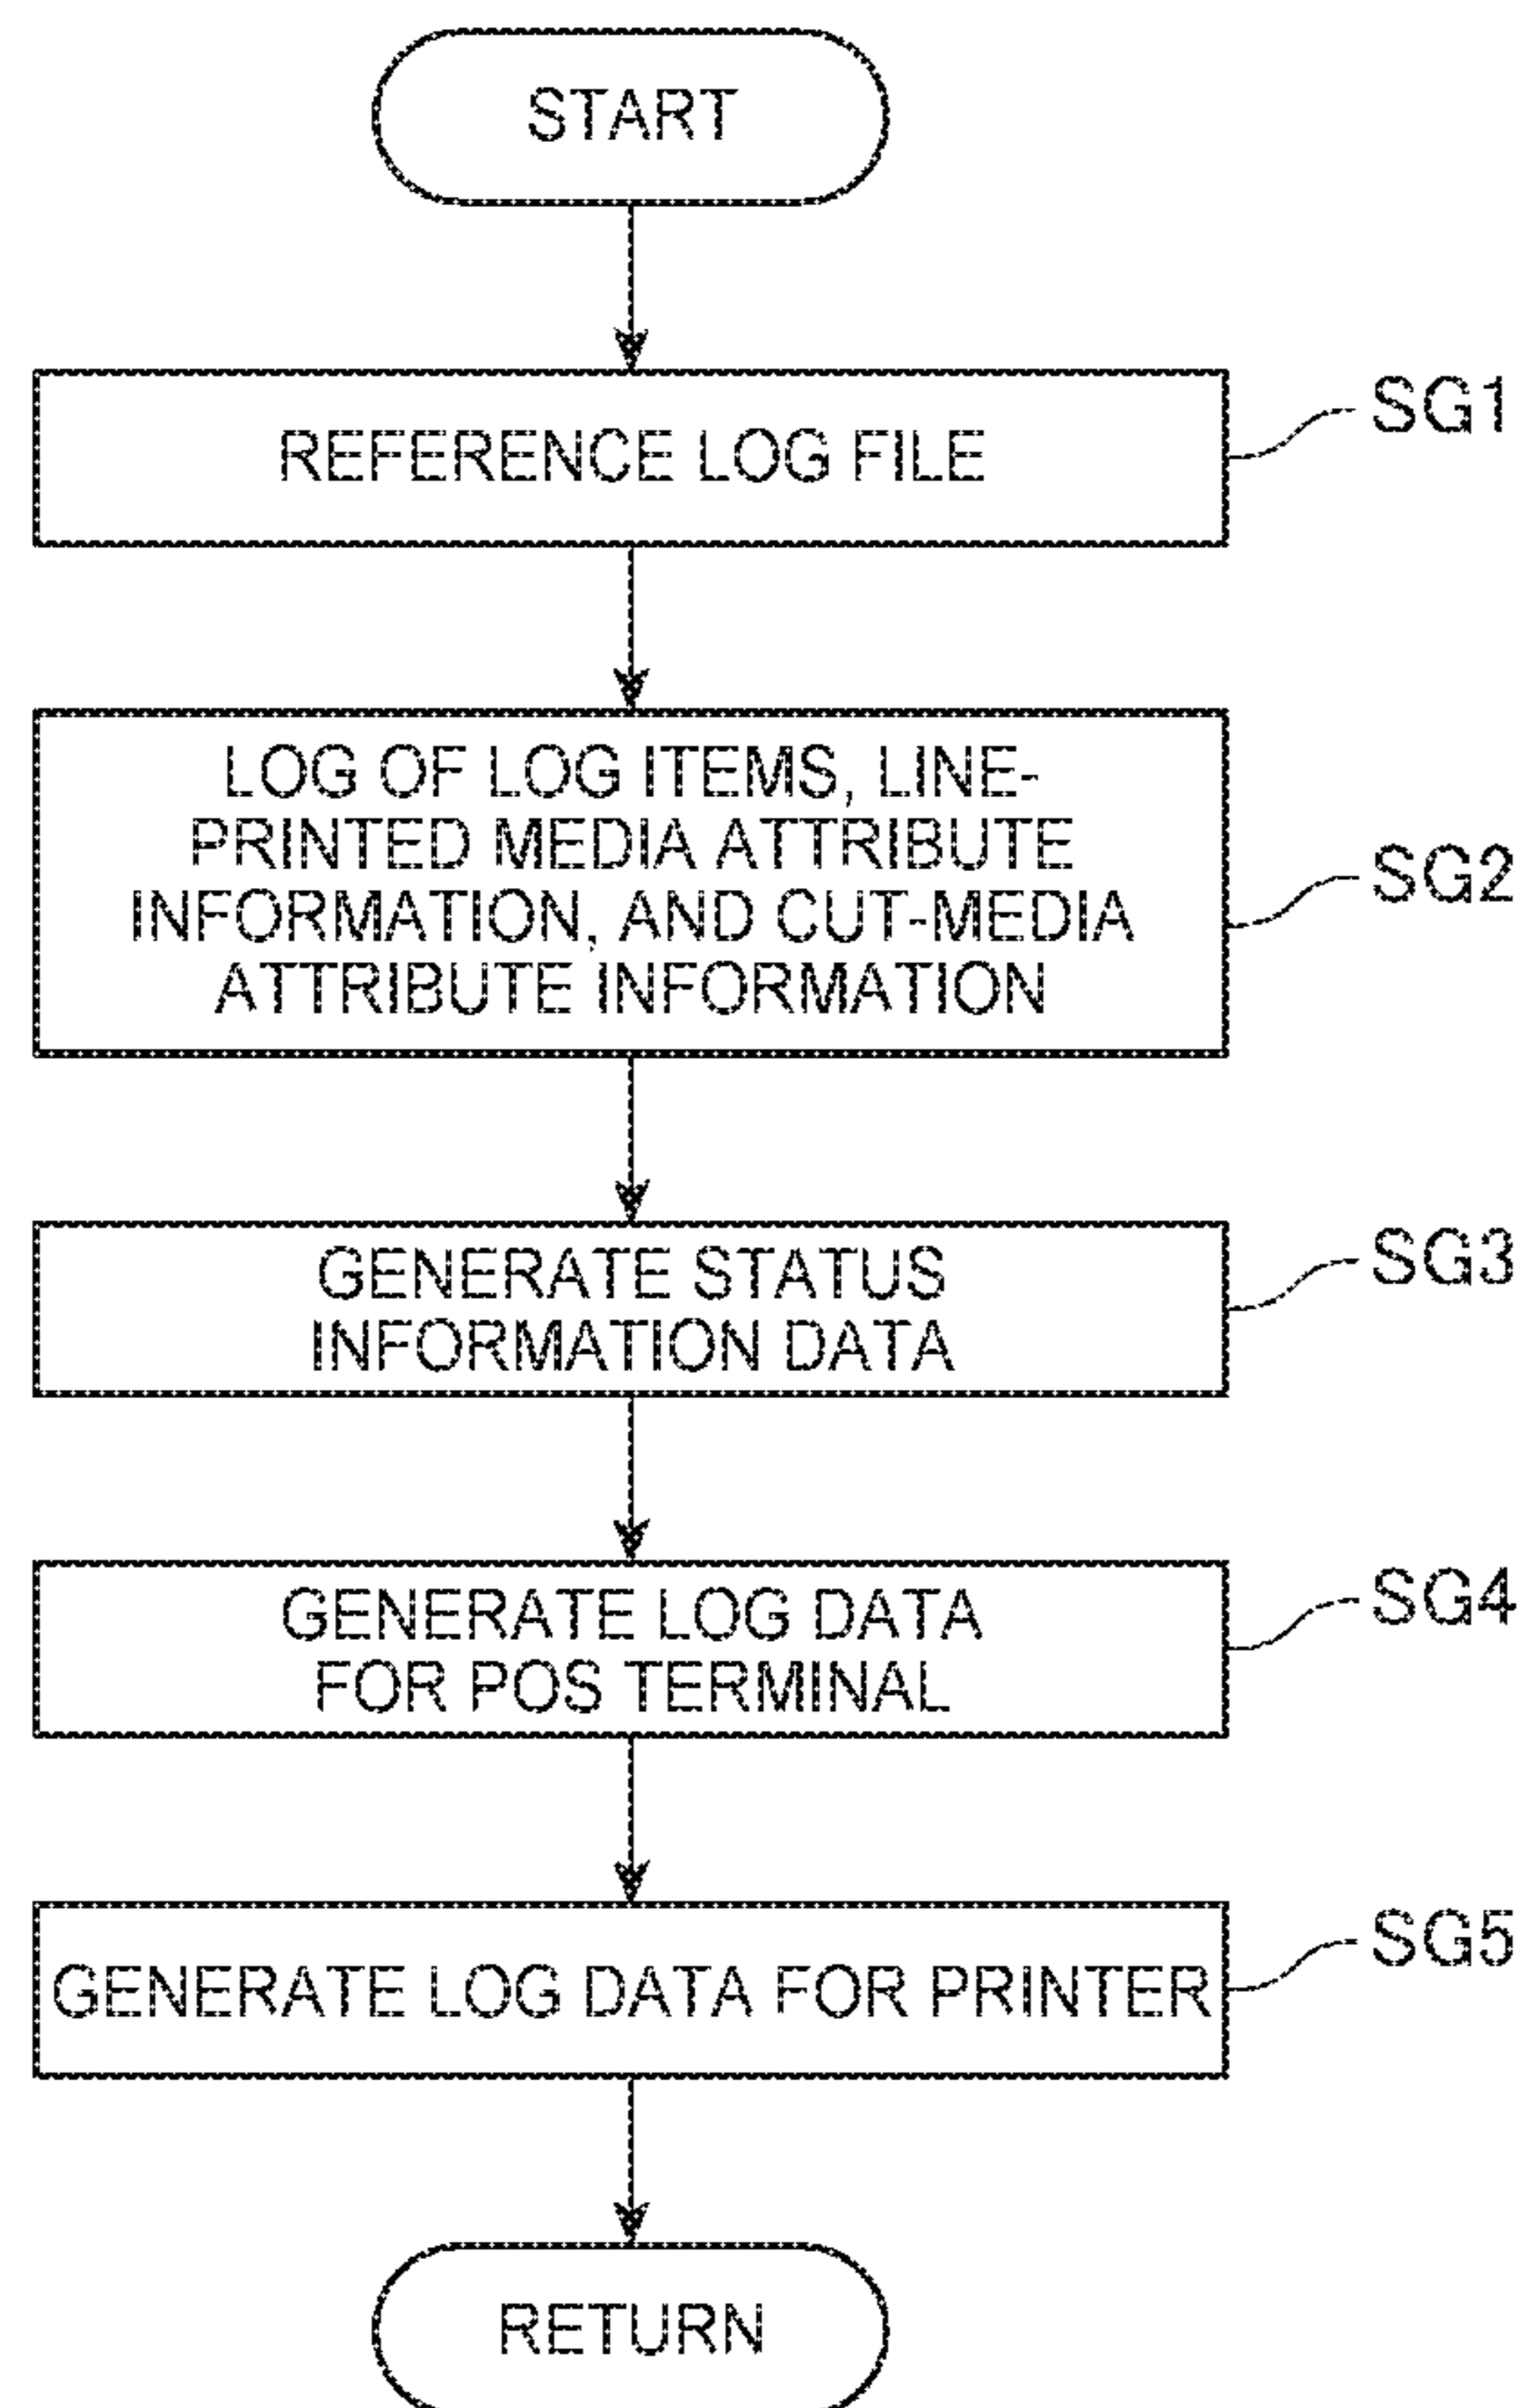 START
REFERENCE LOG FILE
SG1
LOG OF LOG ITEMS, LINE-
PRINTED MEDIA ATTRIBUTE
INFORMATION, AND CUT-MEDIA
ATTRIBUTE INFORMATION
SG2
GENERATE STATUS
INFORMATION DATA
SG3
GENERATE LOG DATA
FOR POS TERMINAL
SG4
GENERATE LOG DATA FOR PRINTER
SG5
RETURN